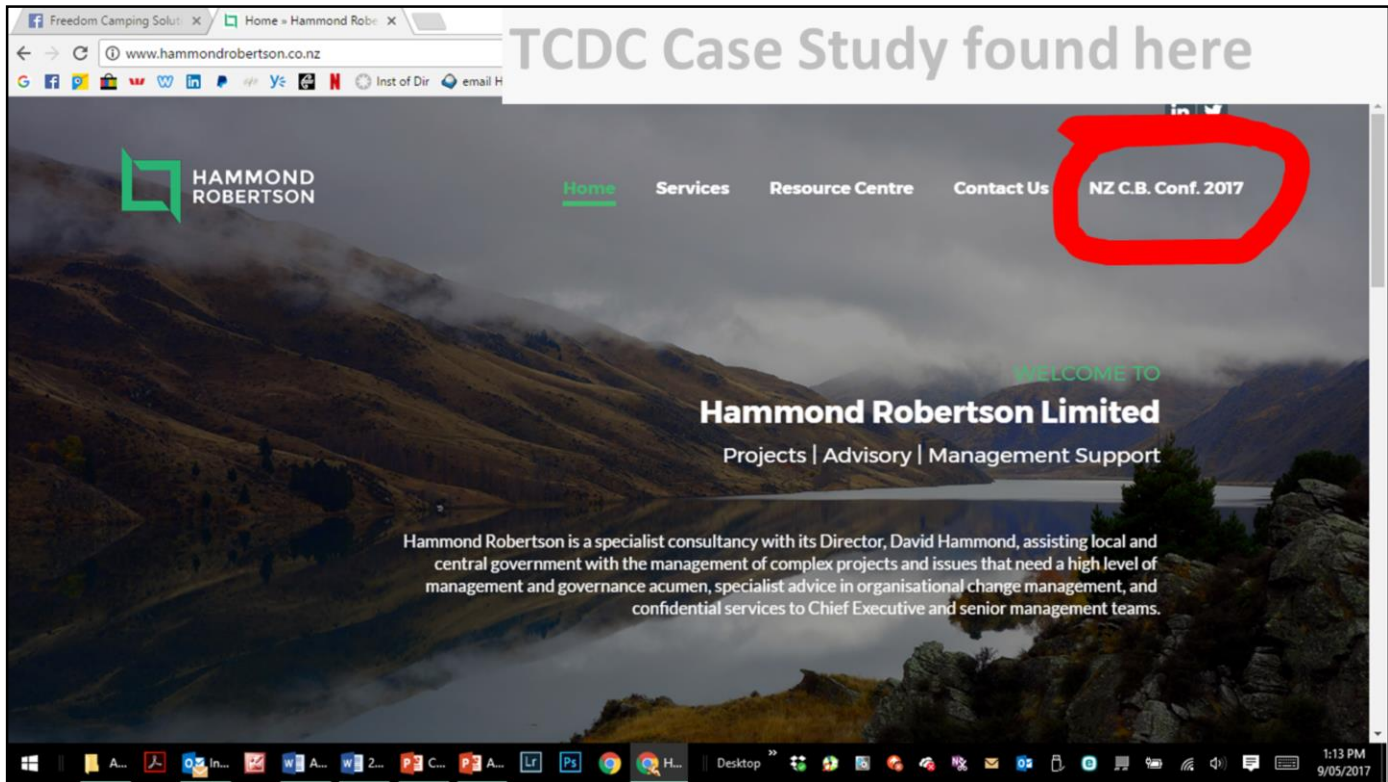 Freedom Camping Soluti
Home » Hammond Robe
TCDC Case Study found here
www.hammondrobertson.co.nz
Inst of Dir
email H
HAMMOND
ROBERTSON
Home
Services
Resource Centre
Contact Us
NZ C.B. Conf. 2017
WELCOME TO
Hammond Robertson Limited
Projects | Advisory | Management Support
Hammond Robertson is a specialist consultancy with its Director, David Hammond, assisting local and
central government with the management of complex projects and issues that need a high level of
management and governance acumen, specialist advice in organisational change management, and
confidential services to Chief Executive and senior management teams.
A...
In...
A...
2...
C...
A...
Lr
Ps
H...
Desktop
1:13 PM
9/05/2017